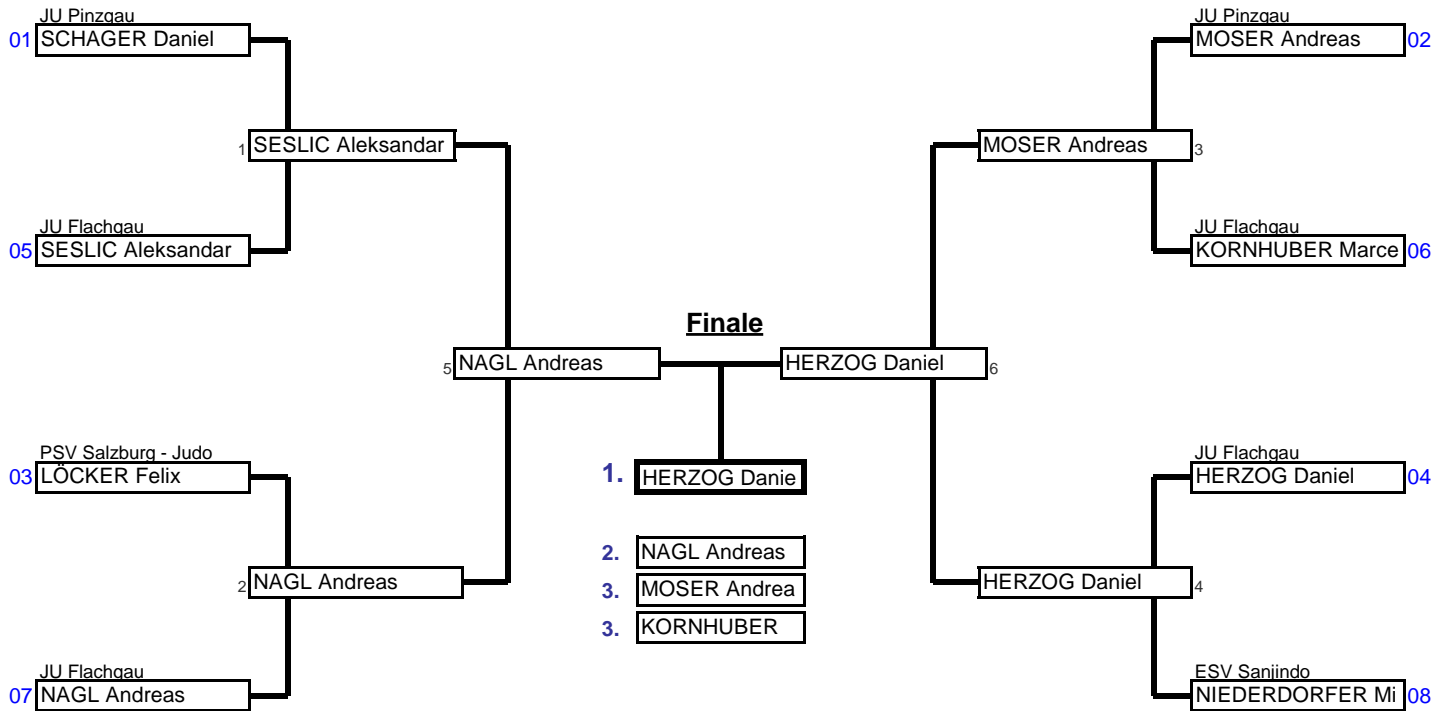 JU Pinzgau
01 SCHAGER Daniel
JU Pinzgau
MOSER Andreas 02
1 SESLIC Aleksandar
MOSER Andreas 3
JU Flachgau
05 SESLIC Aleksandar
JU Flachgau
KORNHUBER Marce 06
Finale
5 NAGL Andreas
HERZOG Daniel 6
PSV Salzburg - Judo
03 LÖCKER Felix
1. HERZOG Danie
JU Flachgau
HERZOG Daniel 04
2. NAGL Andreas
3. MOSER Andrea
3. KORNHUBER
2 NAGL Andreas
HERZOG Daniel 4
JU Flachgau
07 NAGL Andreas
ESV Sanjindo
NIEDERDORFER Mi 08